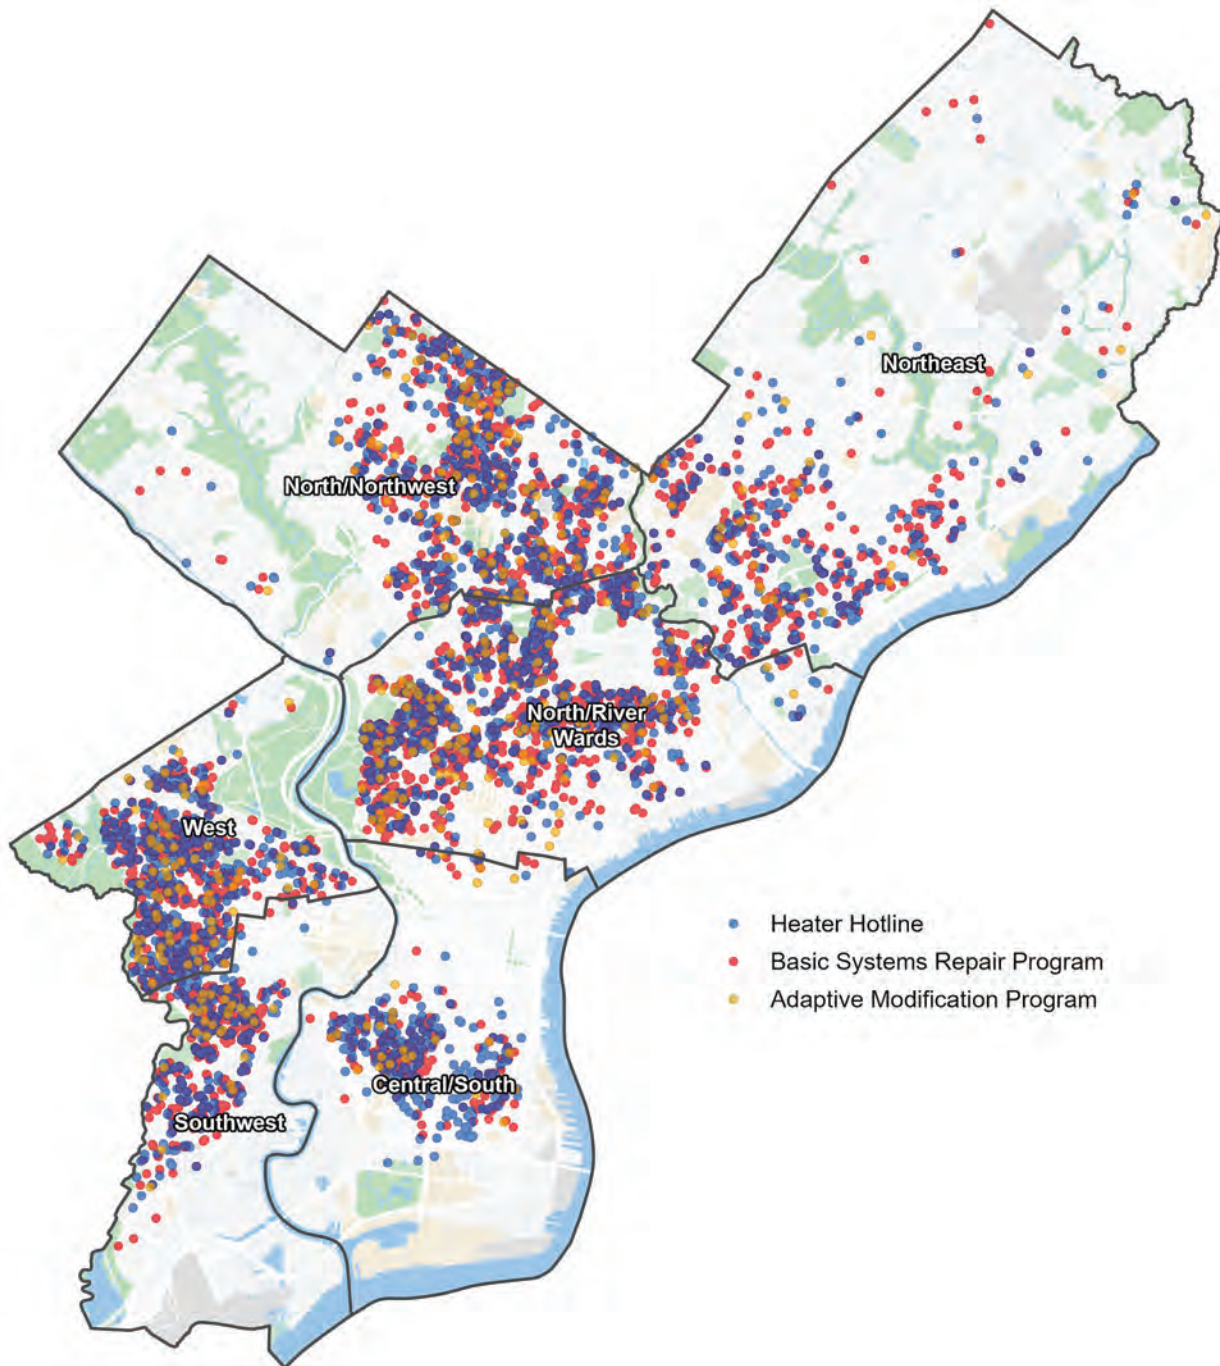 Northeast
North/Northwest
North/River
Wards
West
Heater Hotline
Basic Systems Repair Program
Adaptive Modification Program
Central/South
Southwest